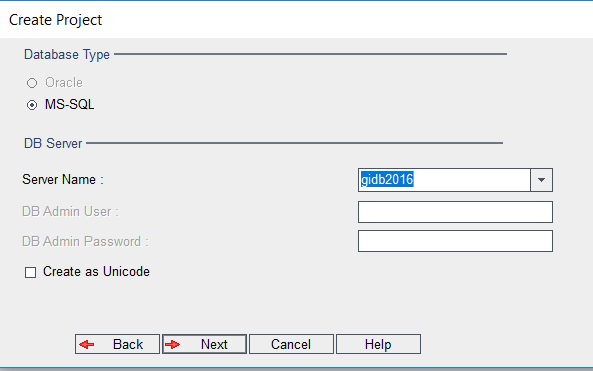 Create Project
Database Type
Oracle
MS-SQL
DB Server
Server Name : gidb2016
DB Admin User :
DB Admin Password :
Create as Unicode
Back Next Cancel Help